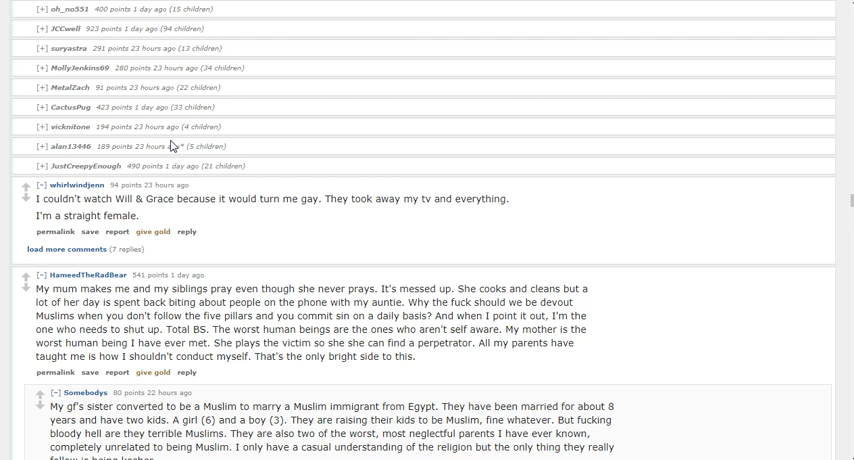 [+] oh_no551 400 points 1 day ago (15 children)
[+] JCCwell 923 points 1 day ago (94 children)
[+] suryastra 291 points 23 hours ago (13 children)
[+] MollyJenkins69 280 points 23 hours ago (34 children)
[+] MetalZach 91 points 23 hours ago (22 children)
[+] CactusPug 423 points 1 day ago (33 children)
[+] vicknitone 194 points 23 hours ago (4 children)
[+] alan13446 189 points 23 hours (5 children)
[+] JustCreepyEnough 490 points 1 day ago (21 children)
[–] whirlwindjenn 94 points 23 hours ago
I couldn't watch Will & Grace because it would turn me gay. They took away my tv and everything.
I'm a straight female.
permalink save report give gold reply
load more comments (7 replies)
[–] HameedTheRadBear 541 points 1 day ago
My mum makes me and my siblings pray even though she never prays. It's messed up. She cooks and cleans but a
lot of her day is spent back biting about people on the phone with my auntie. Why the fuck should we be devout
Muslims when you don't follow the five pillars and you commit sin on a daily basis? And when I point it out, I'm the
one who needs to shut up. Total BS. The worst human beings are the ones who aren't self aware. My mother is the
worst human being I have ever met. She plays the victim so she she can find a perpetrator. All my parents have
taught me is how I shouldn't conduct myself. That's the only bright side to this.
permalink save report give gold reply
[–] Somebodys 80 points 22 hours ago
My gf's sister converted to be a Muslim to marry a Muslim immigrant from Egypt. They have been married for about 8
years and have two kids. A girl (6) and a boy (3). They are raising their kids to be Muslim, fine whatever. But fucking
bloody hell are they terrible Muslims. They are also two of the worst, most neglectful parents I have ever known,
completely unrelated to being Muslim. I only have a casual understanding of the religion but the only thing they really
follow is being kosher.